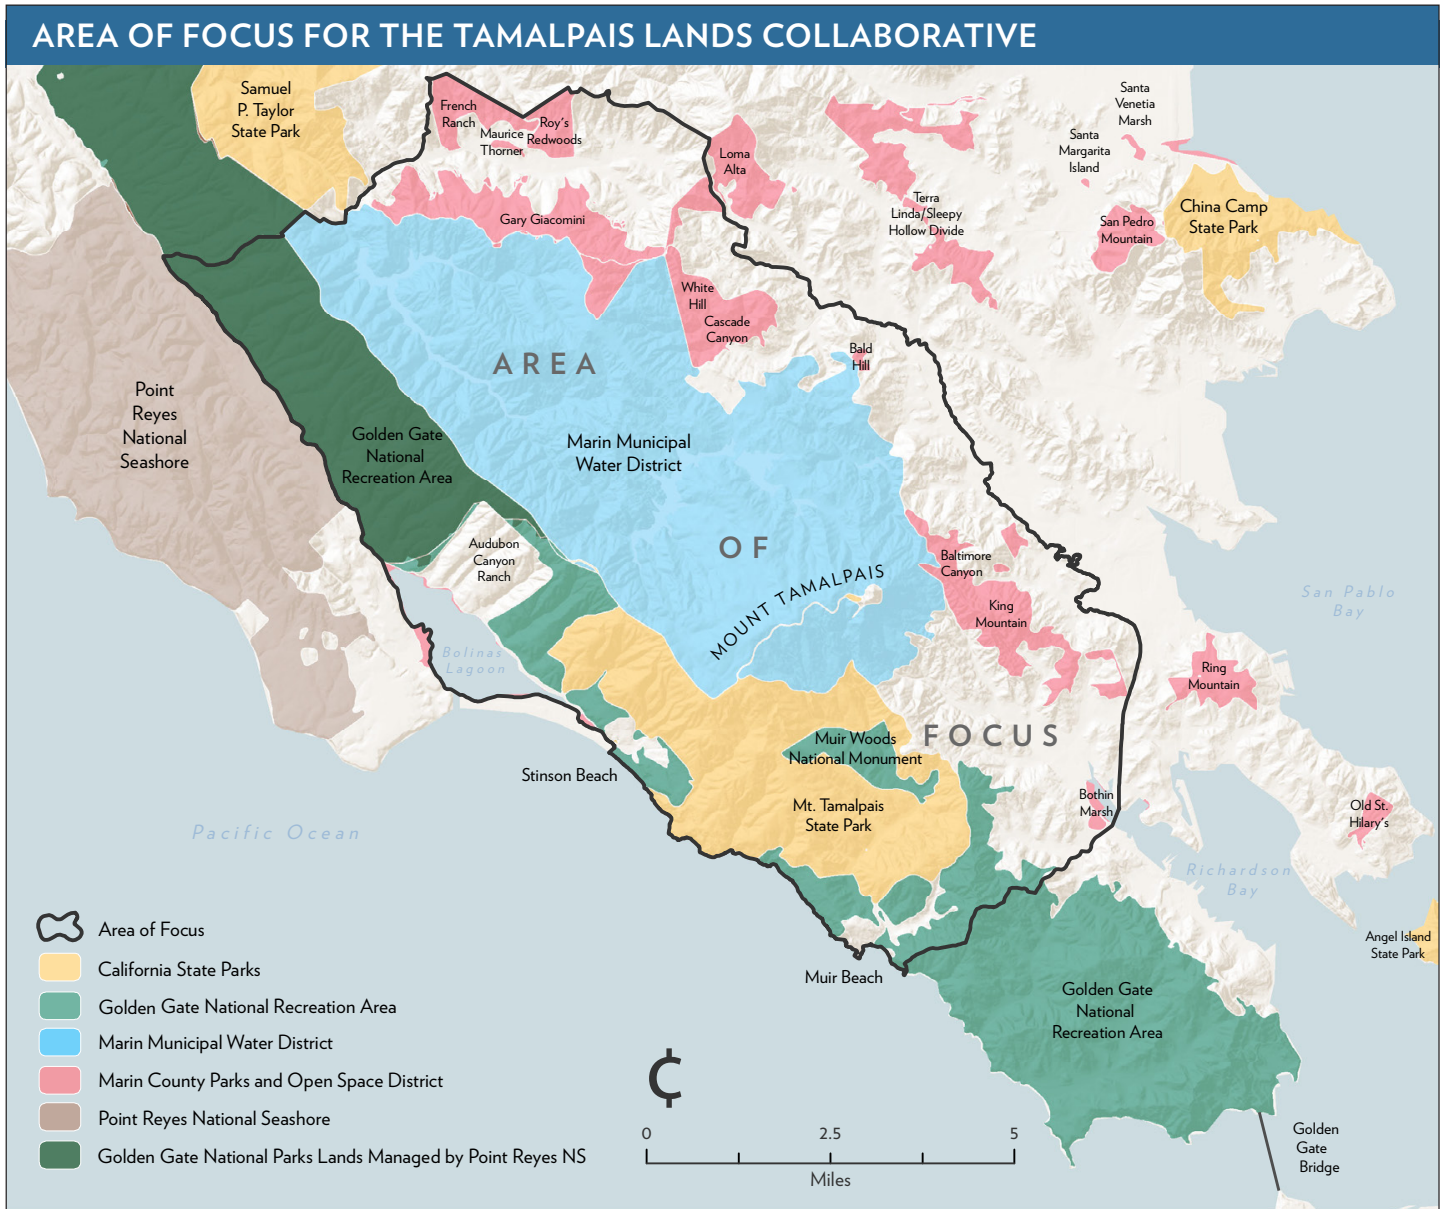 AREA OF FOCUS FOR THE TAMALPAIS LANDS COLLABORATIVE
Samuel
P. Taylor
State Park
French
Ranch
Maurice
Thorner
Roy's
Redwoods
Loma
Alta
Santa
Venetia
Marsh
Santa
Margarita
Island
Terra
Linda/Sleepy
Hollow Divide
San Pedro
Mountain
China Camp
State Park
Gary Giacomini
White
Hill
Cascade
Canyon
Bald
Hill
AREA
Point
Reyes
National
Seashore
Golden Gate
National
Recreation Area
Marin Municipal
Water District
OF
Audubon
Canyon
Ranch
MOUNT TAMALPAIS
Baltimore
Canyon
King
Mountain
San Pablo
Bay
Bolinas
Lagoon
Ring
Mountain
FOCUS
Muir Woods
National Monument
Stinson Beach
Mt. Tamalpais
State Park
Bothin
Marsh
Old St.
Hilary's
Pacific Ocean
Richardson
Bay
Angel Island
State Park
Muir Beach
Golden Gate
National
Recreation Area
Golden
Gate
Bridge
Area of Focus
California State Parks
Golden Gate National Recreation Area
Marin Municipal Water District
Marin County Parks and Open Space District
Point Reyes National Seashore
Golden Gate National Parks Lands Managed by Point Reyes NS
¢
0 2.5 5
Miles